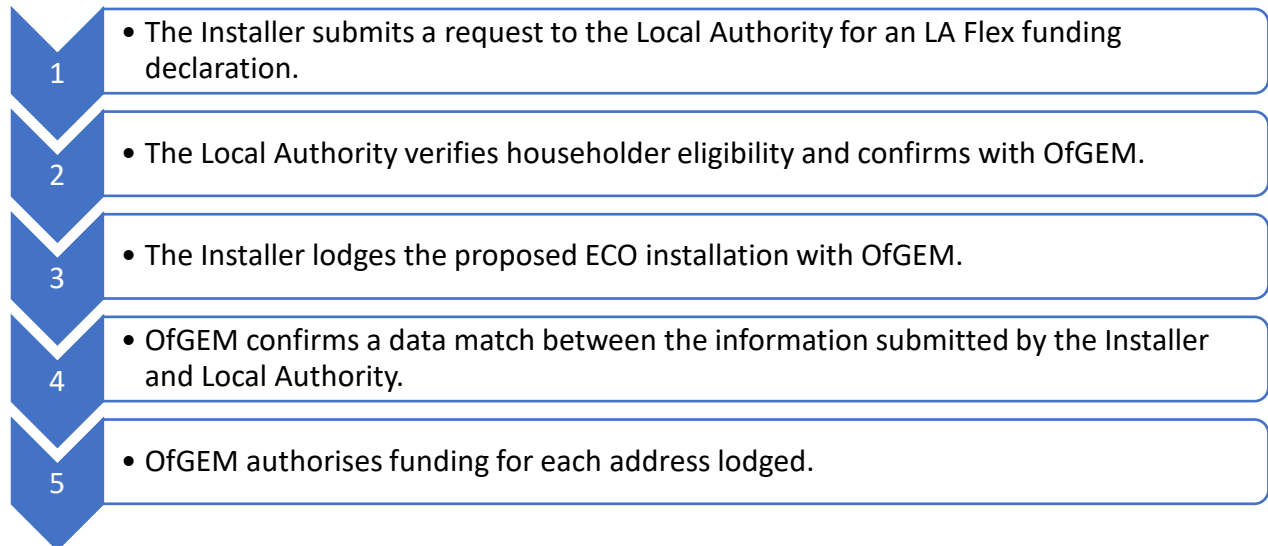 1
• The Installer submits a request to the Local Authority for an LA Flex funding
declaration.
2
• The Local Authority verifies householder eligibility and confirms with OfGEM.
3
• The Installer lodges the proposed ECO installation with OfGEM.
4
• OfGEM confirms a data match between the information submitted by the Installer
and Local Authority.
5
• OfGEM authorises funding for each address lodged.